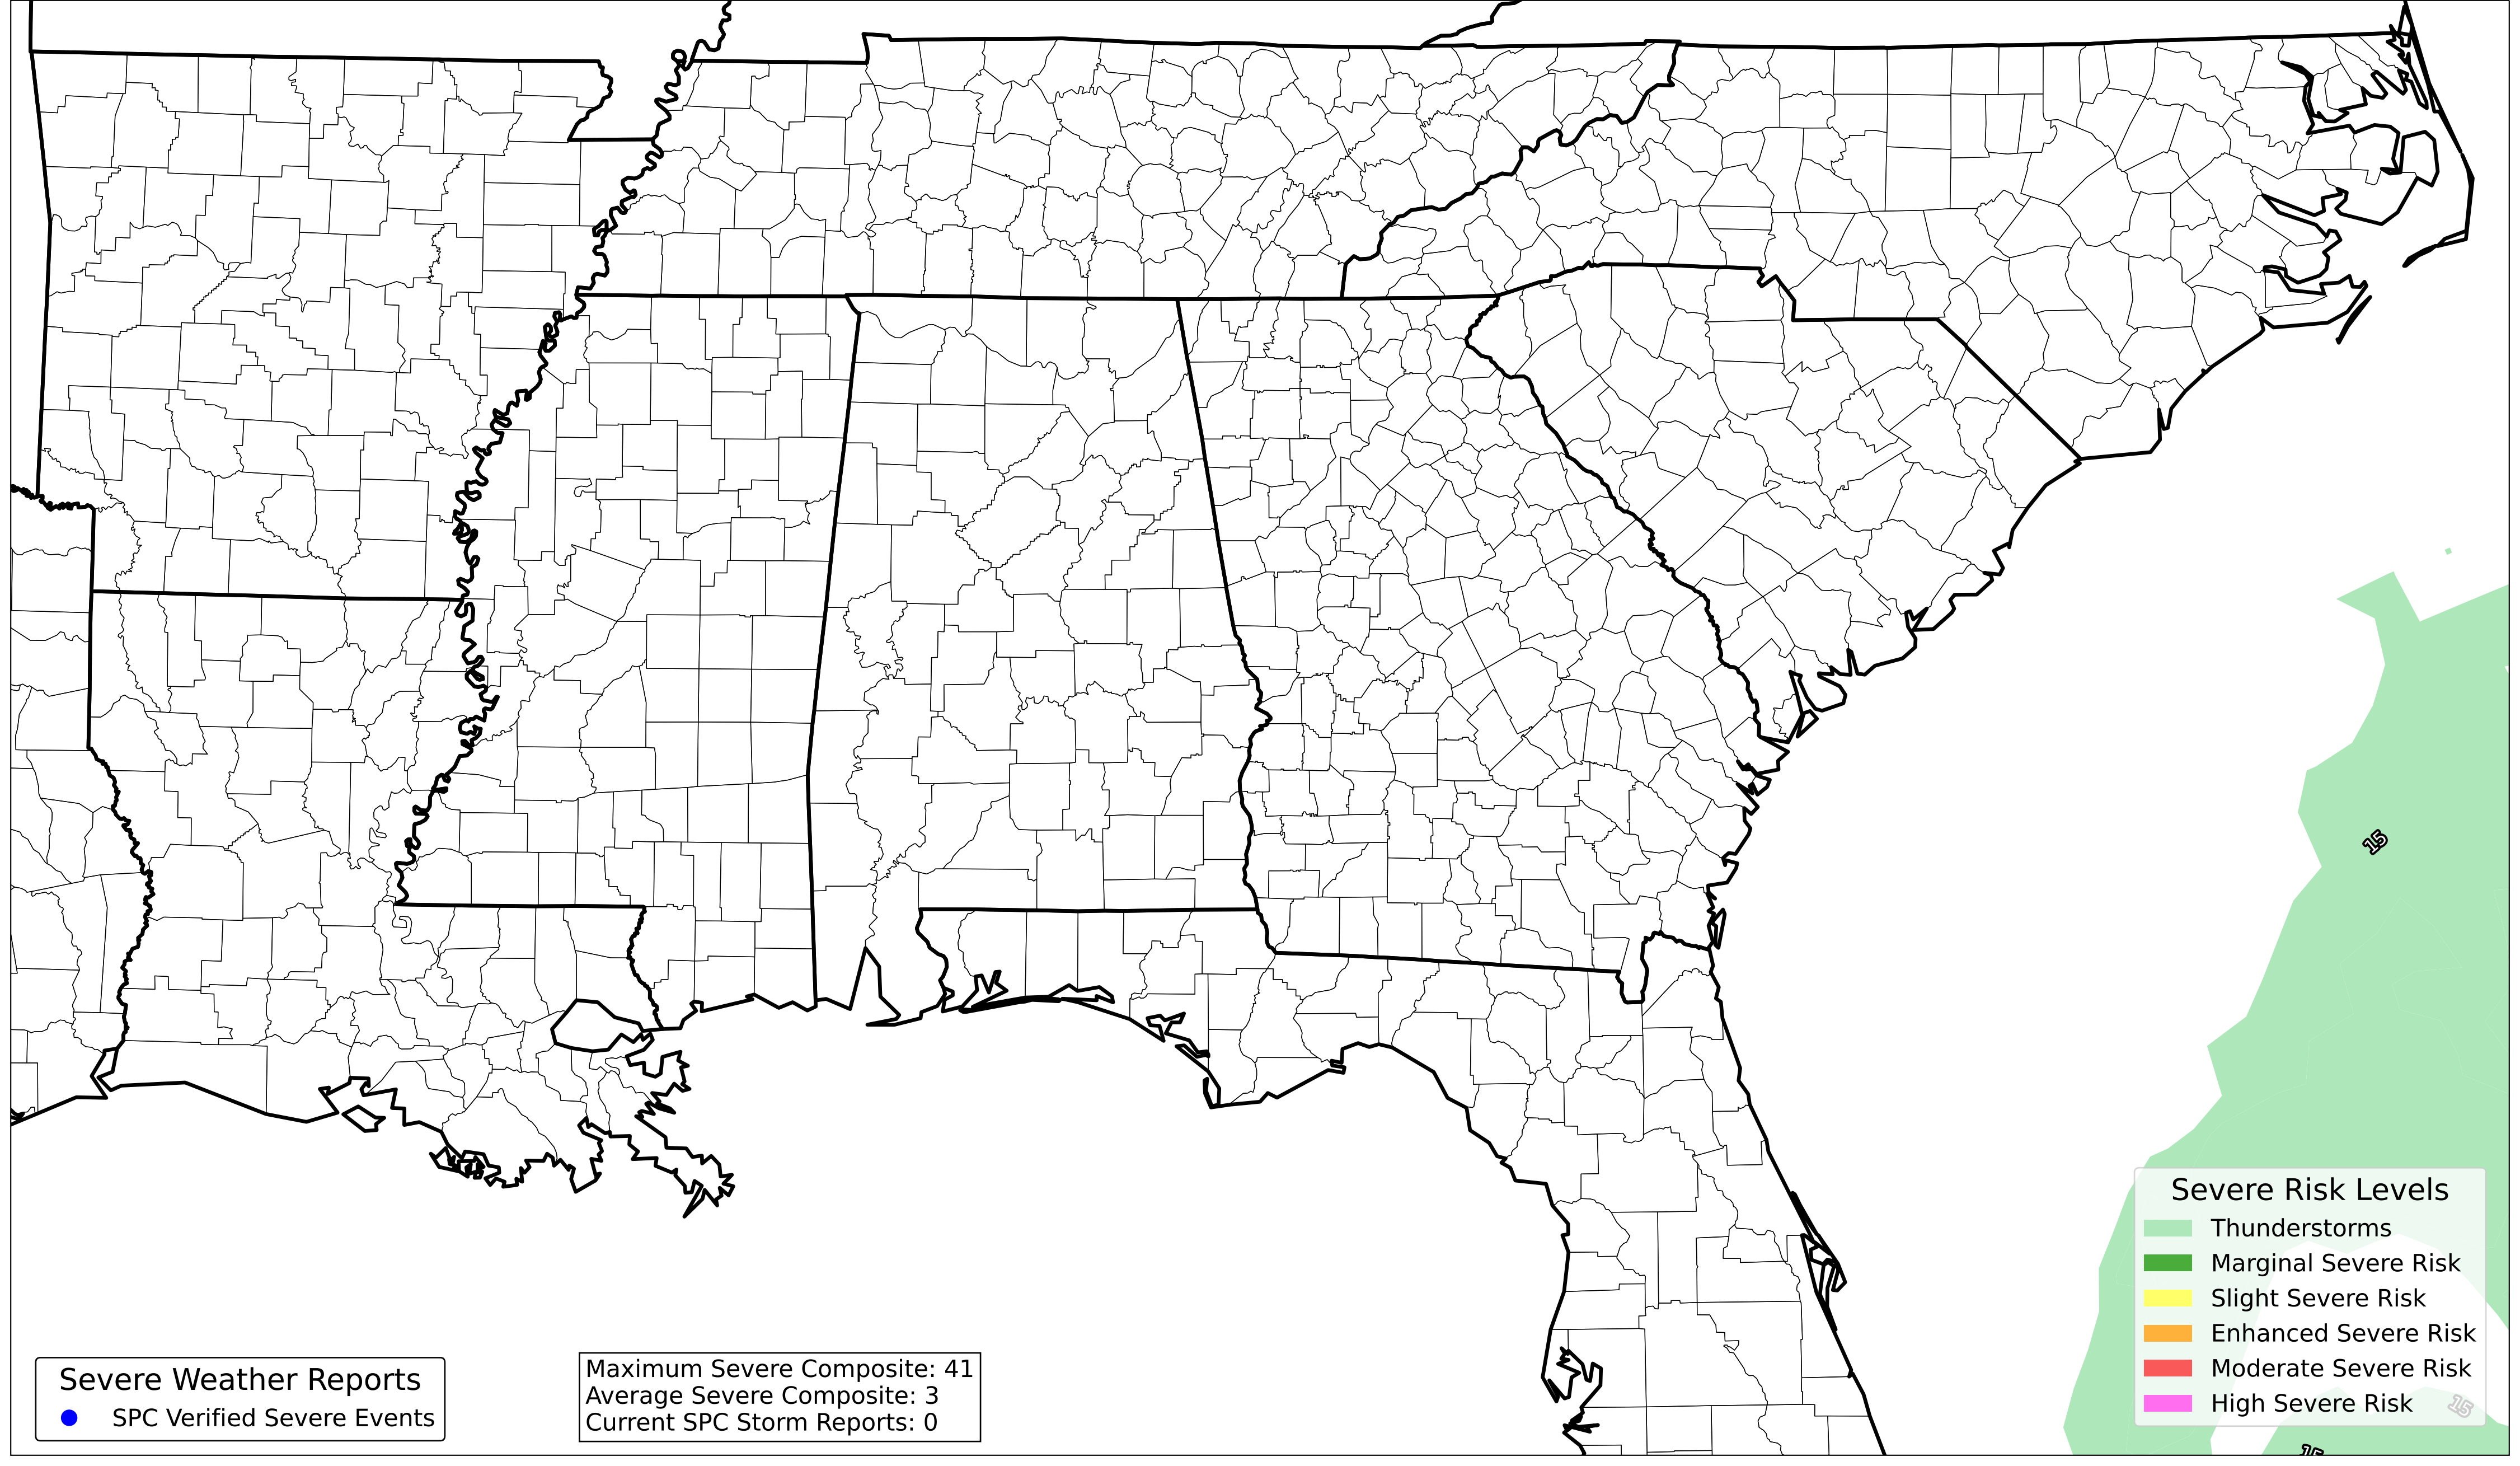 15
Severe Risk Levels
Thunderstorms
Marginal Severe Risk
Slight Severe Risk
Enhanced Severe Risk
Moderate Severe Risk
High Severe Risk
15
15
Severe Weather Reports
SPC Verified Severe Events
Maximum Severe Composite: 41
Average Severe Composite: 3
Current SPC Storm Reports: 0